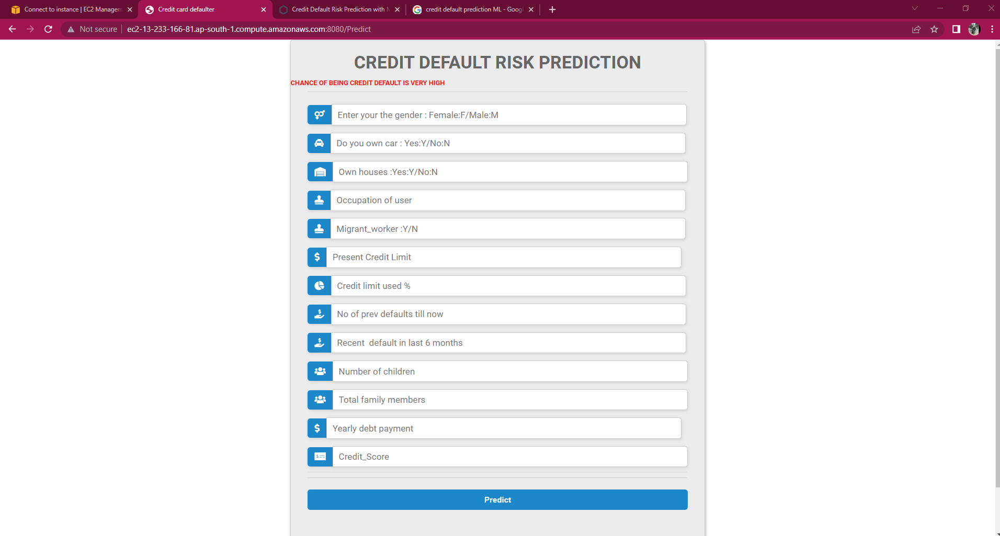 Connect to instance | EC2 Managem
Credit card defaulter
Credit Default Risk Prediction with M
credit default prediction ML - Googl
Not secure
ec2-13-233-166-81.ap-south-1.compute.amazonaws.com:8080/Predict
CREDIT DEFAULT RISK PREDICTION
CHANCE OF BEING CREDIT DEFAULT IS VERY HIGH
Enter your the gender : Female:F/Male:M
Do you own car : Yes:Y/No:N
Own houses :Yes:Y/No:N
Occupation of user
Migrant_worker :Y/N
Present Credit Limit
Credit limit used %
No of prev defaults till now
Recent  default in last 6 months
Number of children
Total family members
Yearly debt payment
Credit_Score
Predict